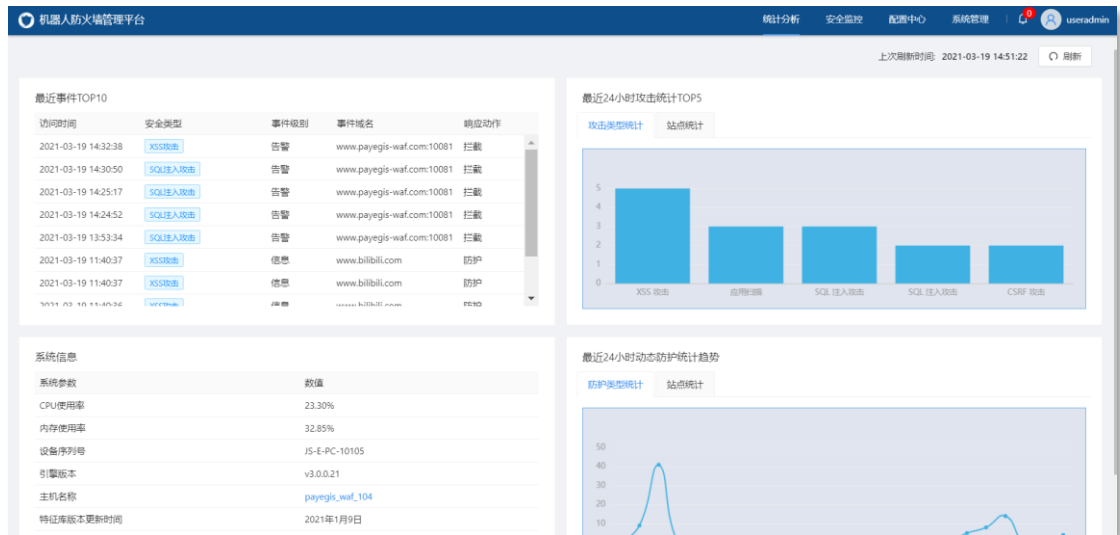 机器人防火墙管理平台
统计分析 安全监控 配置中心 系统管理 0 useradmin
上次刷新时间: 2021-03-19 14:51:22 刷新
最近事件TOP10
访问时间 安全类型 事件级别 事件域名 响应动作
2021-03-19 14:32:38 XSS攻击 告警 www.payegis-waf.com:10081 拦截
2021-03-19 14:30:50 SQL注入攻击 告警 www.payegis-waf.com:10081 拦截
2021-03-19 14:25:17 SQL注入攻击 告警 www.payegis-waf.com:10081 拦截
2021-03-19 14:24:52 SQL注入攻击 告警 www.payegis-waf.com:10081 拦截
2021-03-19 13:53:34 SQL注入攻击 告警 www.payegis-waf.com:10081 拦截
2021-03-19 11:40:37 XSS攻击 信息 www.bilibili.com 防护
2021-03-19 11:40:37 XSS攻击 信息 www.bilibili.com 防护
2021-03-19 11:40:36 XSS攻击 信息 www.bilibili.com 防护
最近24小时攻击统计TOP5
攻击类型统计 站点统计
5
4
3
2
1
0
XSS 攻击 应用扫描 SQL 注入攻击 SQL 注入攻击 CSRF 攻击
系统信息
系统参数 数值
CPU使用率 23.30%
内存使用率 32.85%
设备序列号 JS-E-PC-10105
引擎版本 v3.0.0.21
主机名称 payegis_waf_104
特征库版本更新时间 2021年1月9日
最近24小时动态防护统计趋势
防护类型统计 站点统计
50
40
30
20
10